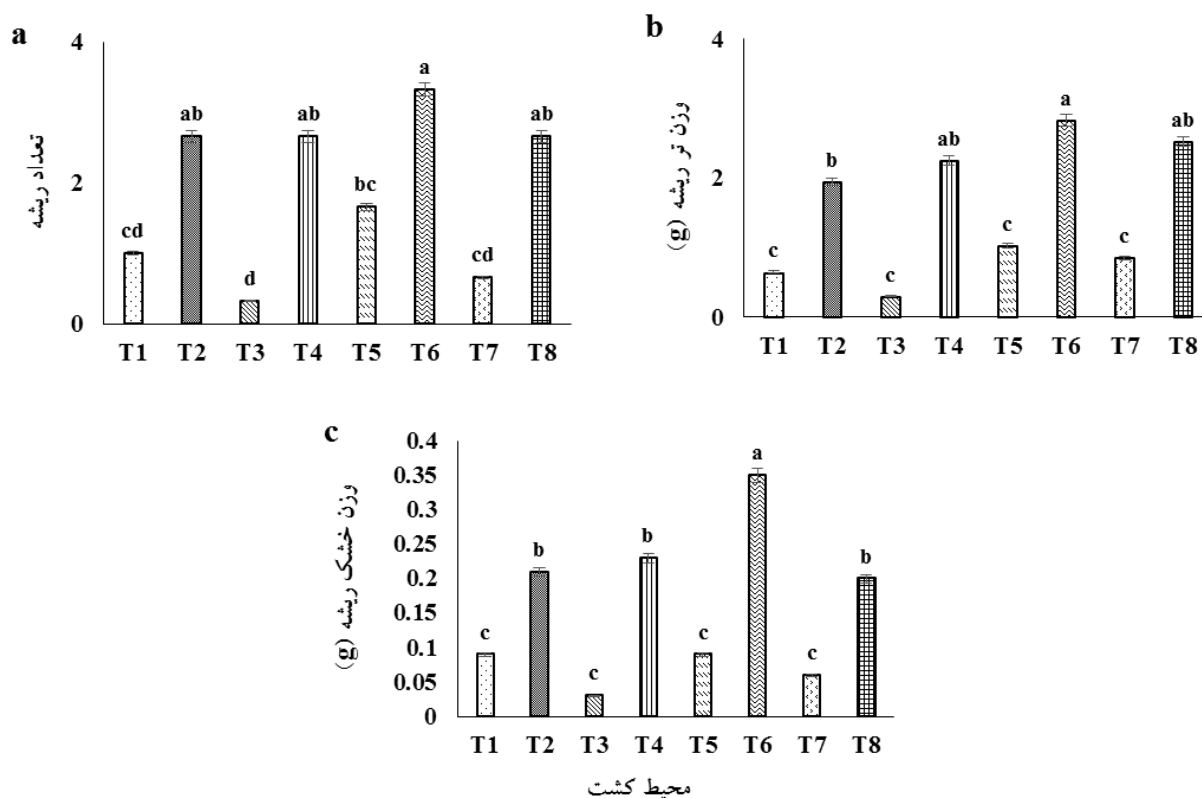 a
تعداد ریشه
4
2
0
cd
ab
d
ab
bc
a
cd
ab
T1 T2 T3 T4 T5 T6 T7 T8
b
وزن تر ریشه (g)
4
2
0
c
b
c
ab
c
a
c
ab
T1 T2 T3 T4 T5 T6 T7 T8
c
وزن خشک ریشه (g)
0.4
0.35
0.3
0.25
0.2
0.15
0.1
0.05
0
c
b
c
b
c
a
c
b
T1 T2 T3 T4 T5 T6 T7 T8
محیط کشت